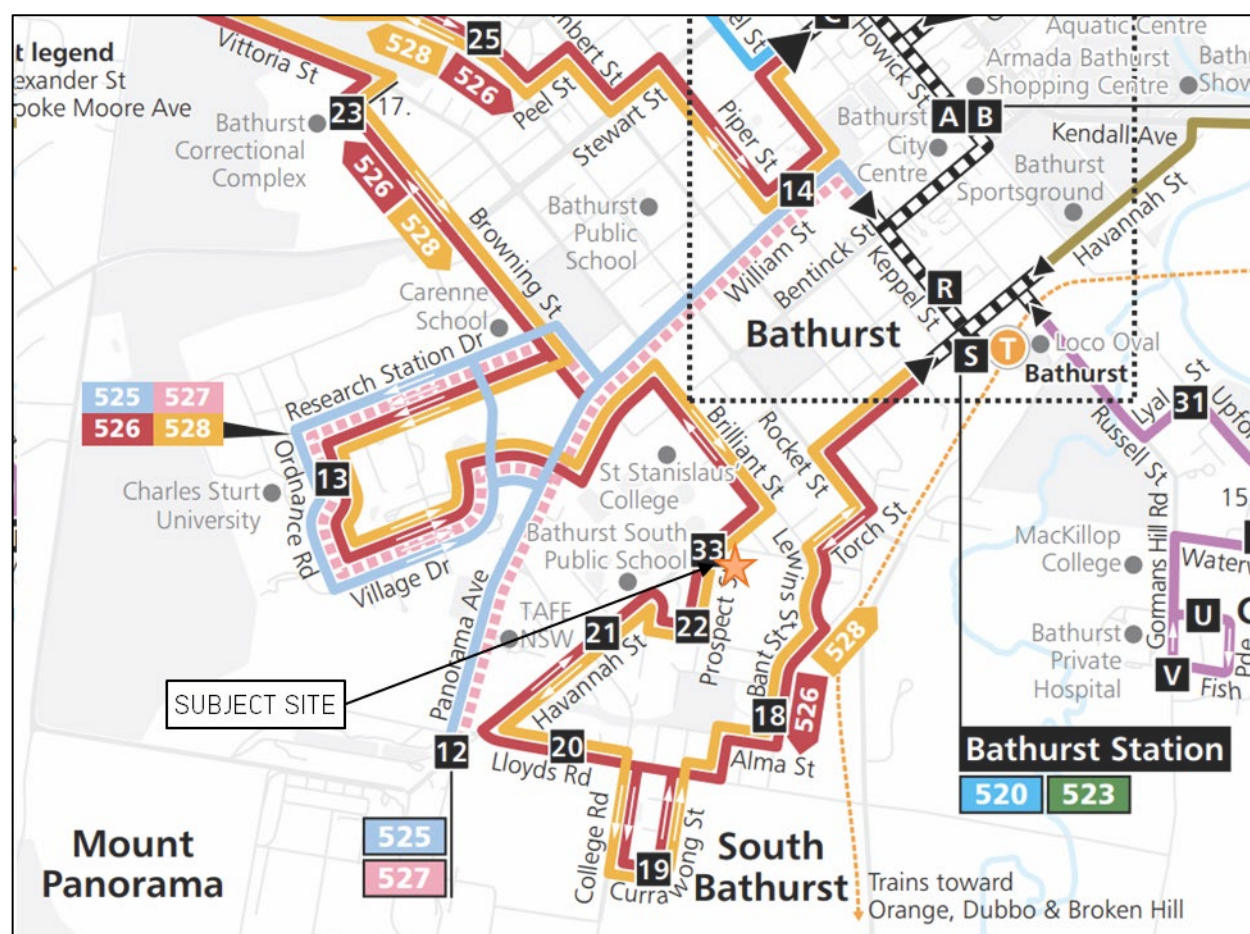 t legend
exander St
ooke Moore Ave
Vittoria St
23
17.
528
526
25
Peel St
Stewart St
Piper St
Howick St
C
Aquatic Centre
Armada Bathurst
Shopping Centre
A
B
Kendall Ave
Bathurst
City
Centre
Bathurst
Sportsground
Havannah St
Bathurst
Correctional
Complex
526
528
Browning St
Bathurst
Public
School
14
William St
Bentinck St
Keppel St
R
Bathurst
S
T
Loco Oval
Bathurst
Carenne
School
Research Station Dr
525
527
526
528
Ordnance Rd
13
Charles Sturt
University
Village Dr
Panorama Ave
St Stanislaus'
College
Brilliant St
Rocket St
Torch St
Lewins St
Bathurst South
Public School
33
Prospect S
22
TAFE
NSW
21
Havannah St
Bant St
528
526
18
SUBJECT SITE
12
20
Lloyds Rd
Alma St
College Rd
19
Curra
Wong St
525
527
Mount
Panorama
South
Bathurst
Russell St
Lyal St
31
Upfo
15
MacKillop
College
Gormans Hill Rd
Waterw
U
V
Fish
Pde
Bathurst
Private
Hospital
Bathurst Station
520
523
Trains toward
Orange, Dubbo & Broken Hill